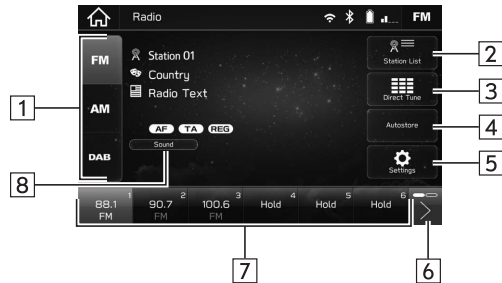 Radio
FM
FM
AM
DAB
Station 01
Country
Radio Text
AF TA REG
Sound
Station List
Direct Tune
Autostore
Settings
1 2 3 4 5 6
88.1 90.7 100.6 Hold Hold Hold
FM FM FM
1
2
3
4
5
6
7
8